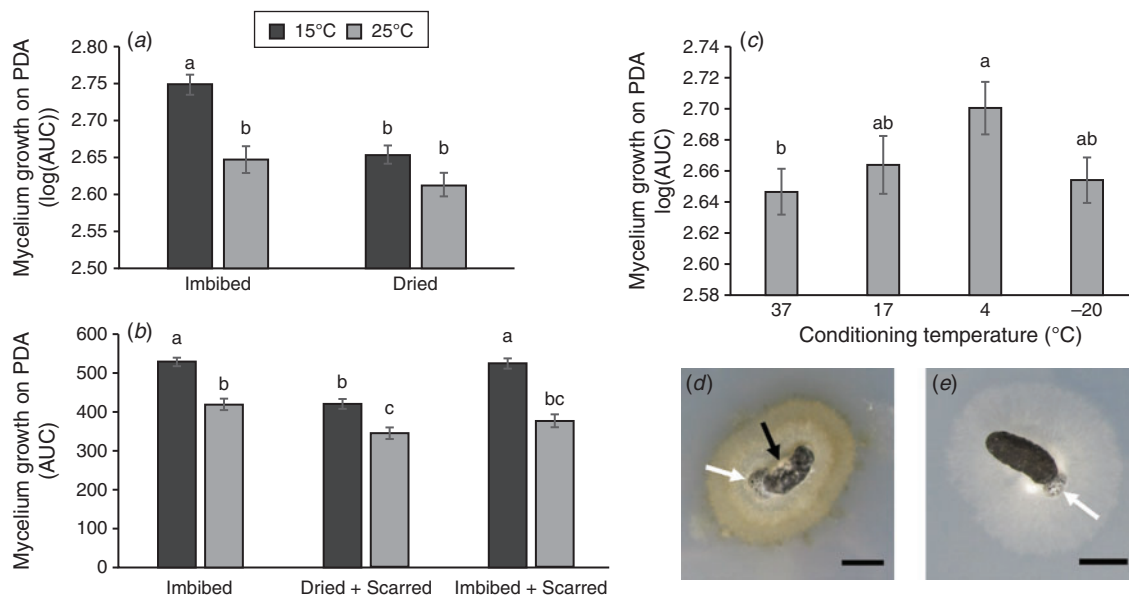 15°C 25°C
(a)
Mycelium growth on PDA
(log(AUC))
2.80
2.75
2.70
2.65
2.60
2.55
2.50
a
b
b
b
Imbibed Dried
(b)
Mycelium growth on PDA
(AUC)
600
500
400
300
200
100
0
a
b
b
c
a
bc
Imbibed Dried + Scarred Imbibed + Scarred
(c)
Mycelium growth on PDA
log(AUC)
2.74
2.72
2.70
2.68
2.66
2.64
2.62
2.60
2.58
b
ab
a
ab
37 17 4 –20
Conditioning temperature (°C)
(d)
(e)